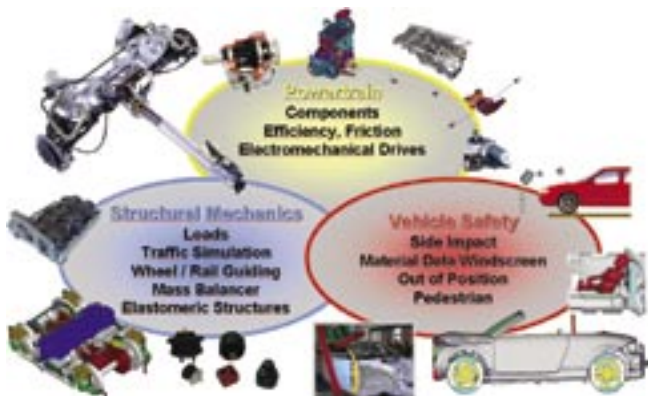 Powertrain
Components
Efficiency, Friction
Electromechanical Drives
Structural Mechanics
Loads
Traffic Simulation
Wheel / Rail Guiding
Mass Balancer
Elastomeric Structures
Vehicle Safety
Side Impact
Material Data Windscreen
Out of Position
Pedestrian